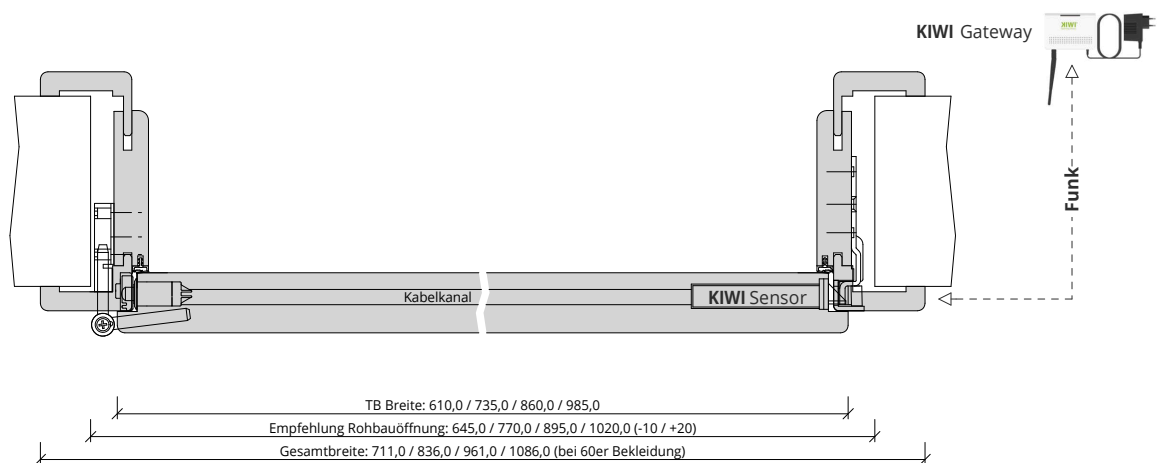 KIWI Gateway
KIWI
Funk
Kabelkanal
KIWI Sensor
TB Breite: 610,0 / 735,0 / 860,0 / 985,0
Empfehlung Rohbauöffnung: 645,0 / 770,0 / 895,0 / 1020,0 (-10 / +20)
Gesamtbreite: 711,0 / 836,0 / 961,0 / 1086,0 (bei 60er Bekleidung)